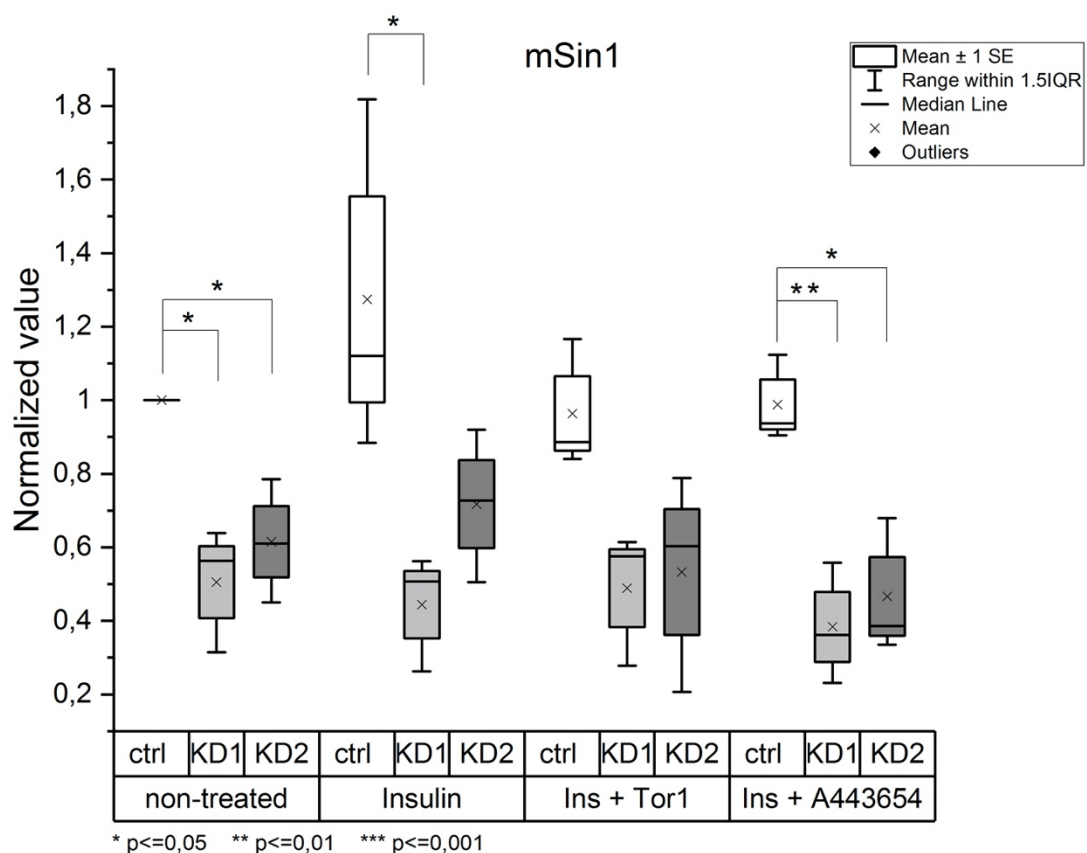 mSin1
Mean ± 1 SE
Range within 1.5IQR
Median Line
Mean
Outliers
Normalized value
1,8
1,6
1,4
1,2
1
0,8
0,6
0,4
0,2
*
*
*
*
**
ctrl KD1 KD2 ctrl KD1 KD2 ctrl KD1 KD2 ctrl KD1 KD2
non-treated Insulin Ins + Tor1 Ins + A443654
* p<=0,05 ** p<=0,01 *** p<=0,001